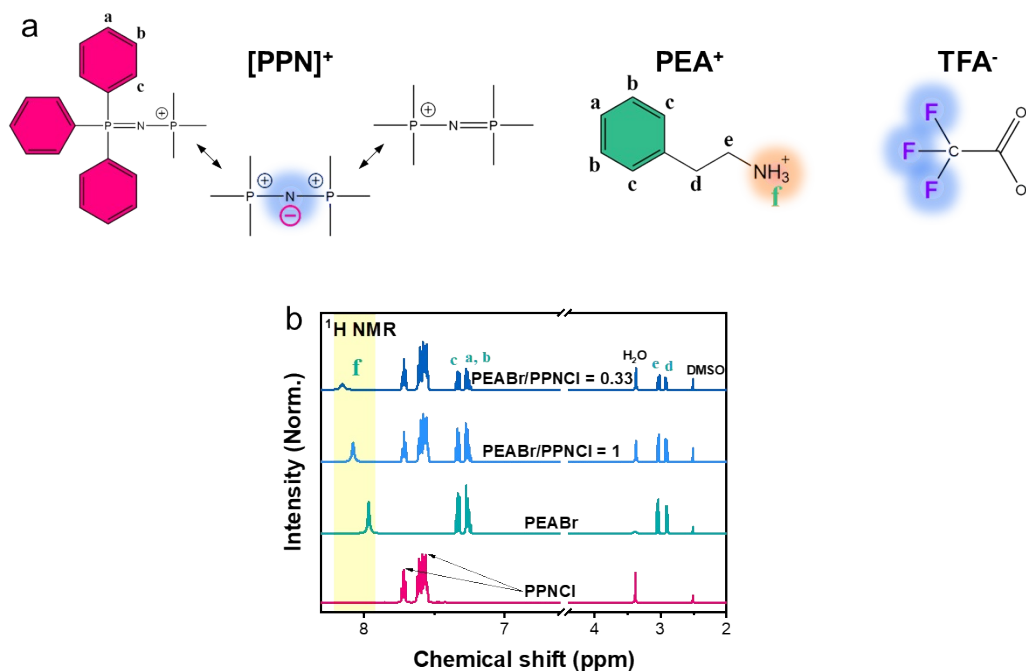 a
[PPN]⁺
PEA⁺
TFA⁻
a
b
c
P
N
P
+
P
N
P
+
P
N
P
+
+
−
b
a
c
b
c
e
d
NH₃⁺
f
F
F
F
C
O
O
b
¹H NMR
f
c
a, b
H₂O
e
d
DMSO
PEABr/PPNCl = 0.33
PEABr/PPNCl = 1
PEABr
PPNCl
Intensity (Norm.)
8
7
4
3
2
Chemical shift (ppm)